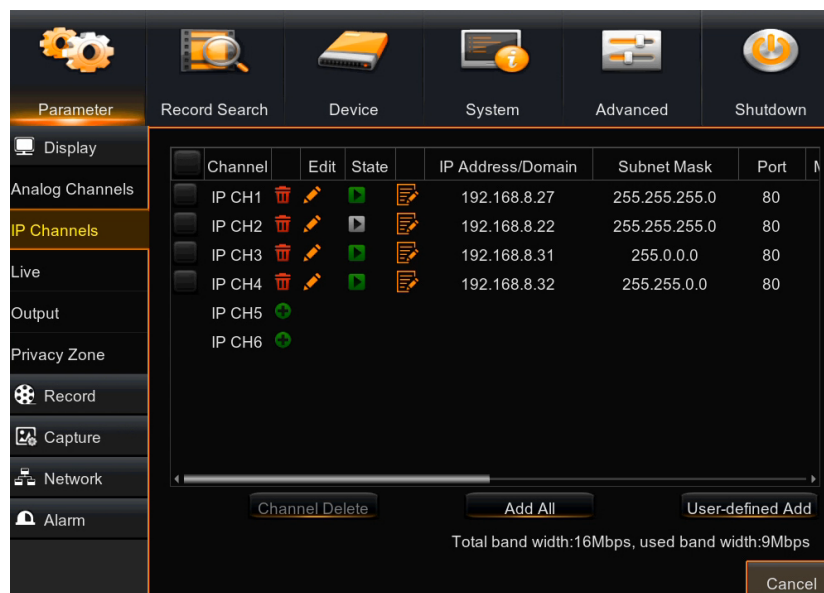 Parameter Record Search Device System Advanced Shutdown
Display
Analog Channels
IP Channels
Live
Output
Privacy Zone
Record
Capture
Network
Alarm
Channel Edit State IP Address/Domain Subnet Mask Port
IP CH1 192.168.8.27 255.255.255.0 80
IP CH2 192.168.8.22 255.255.255.0 80
IP CH3 192.168.8.31 255.0.0.0 80
IP CH4 192.168.8.32 255.255.0.0 80
IP CH5
IP CH6
Channel Delete Add All User-defined Add
Total band width:16Mbps, used band width:9Mbps
Cancel